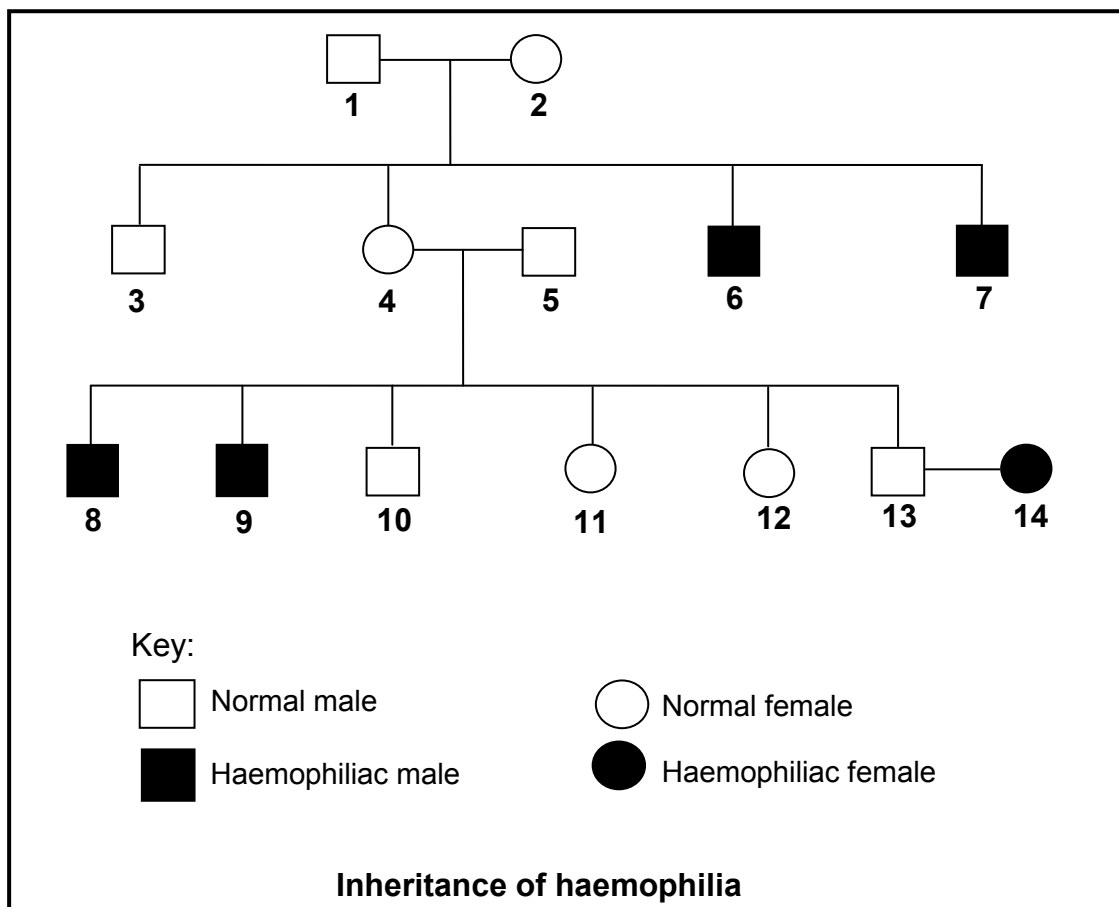 1 2
3 4 5 6 7
8 9 10 11 12 13 14
Key:
Normal male Normal female
Haemophiliac male Haemophiliac female
Inheritance of haemophilia